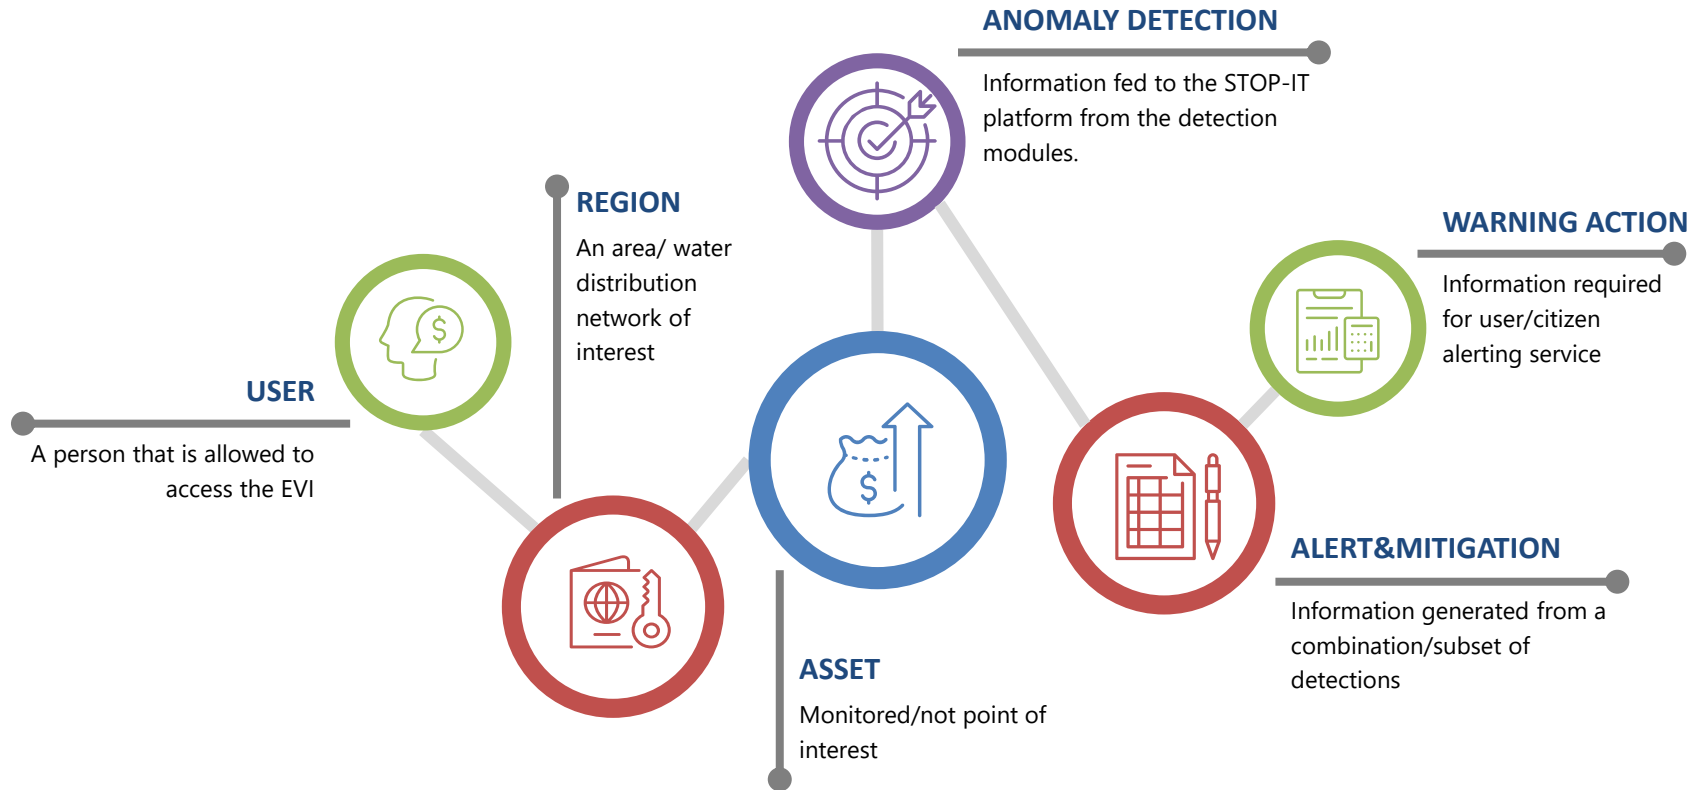 ANOMALY DETECTION
Information fed to the STOP-IT
platform from the detection
modules.
REGION
An area/ water
distribution
network of
interest
WARNING ACTION
Information required
for user/citizen
alerting service
USER
A person that is allowed to
access the EVI
$
$
ALERT&MITIGATION
Information generated from a
combination/subset of
detections
ASSET
Monitored/not point of
interest